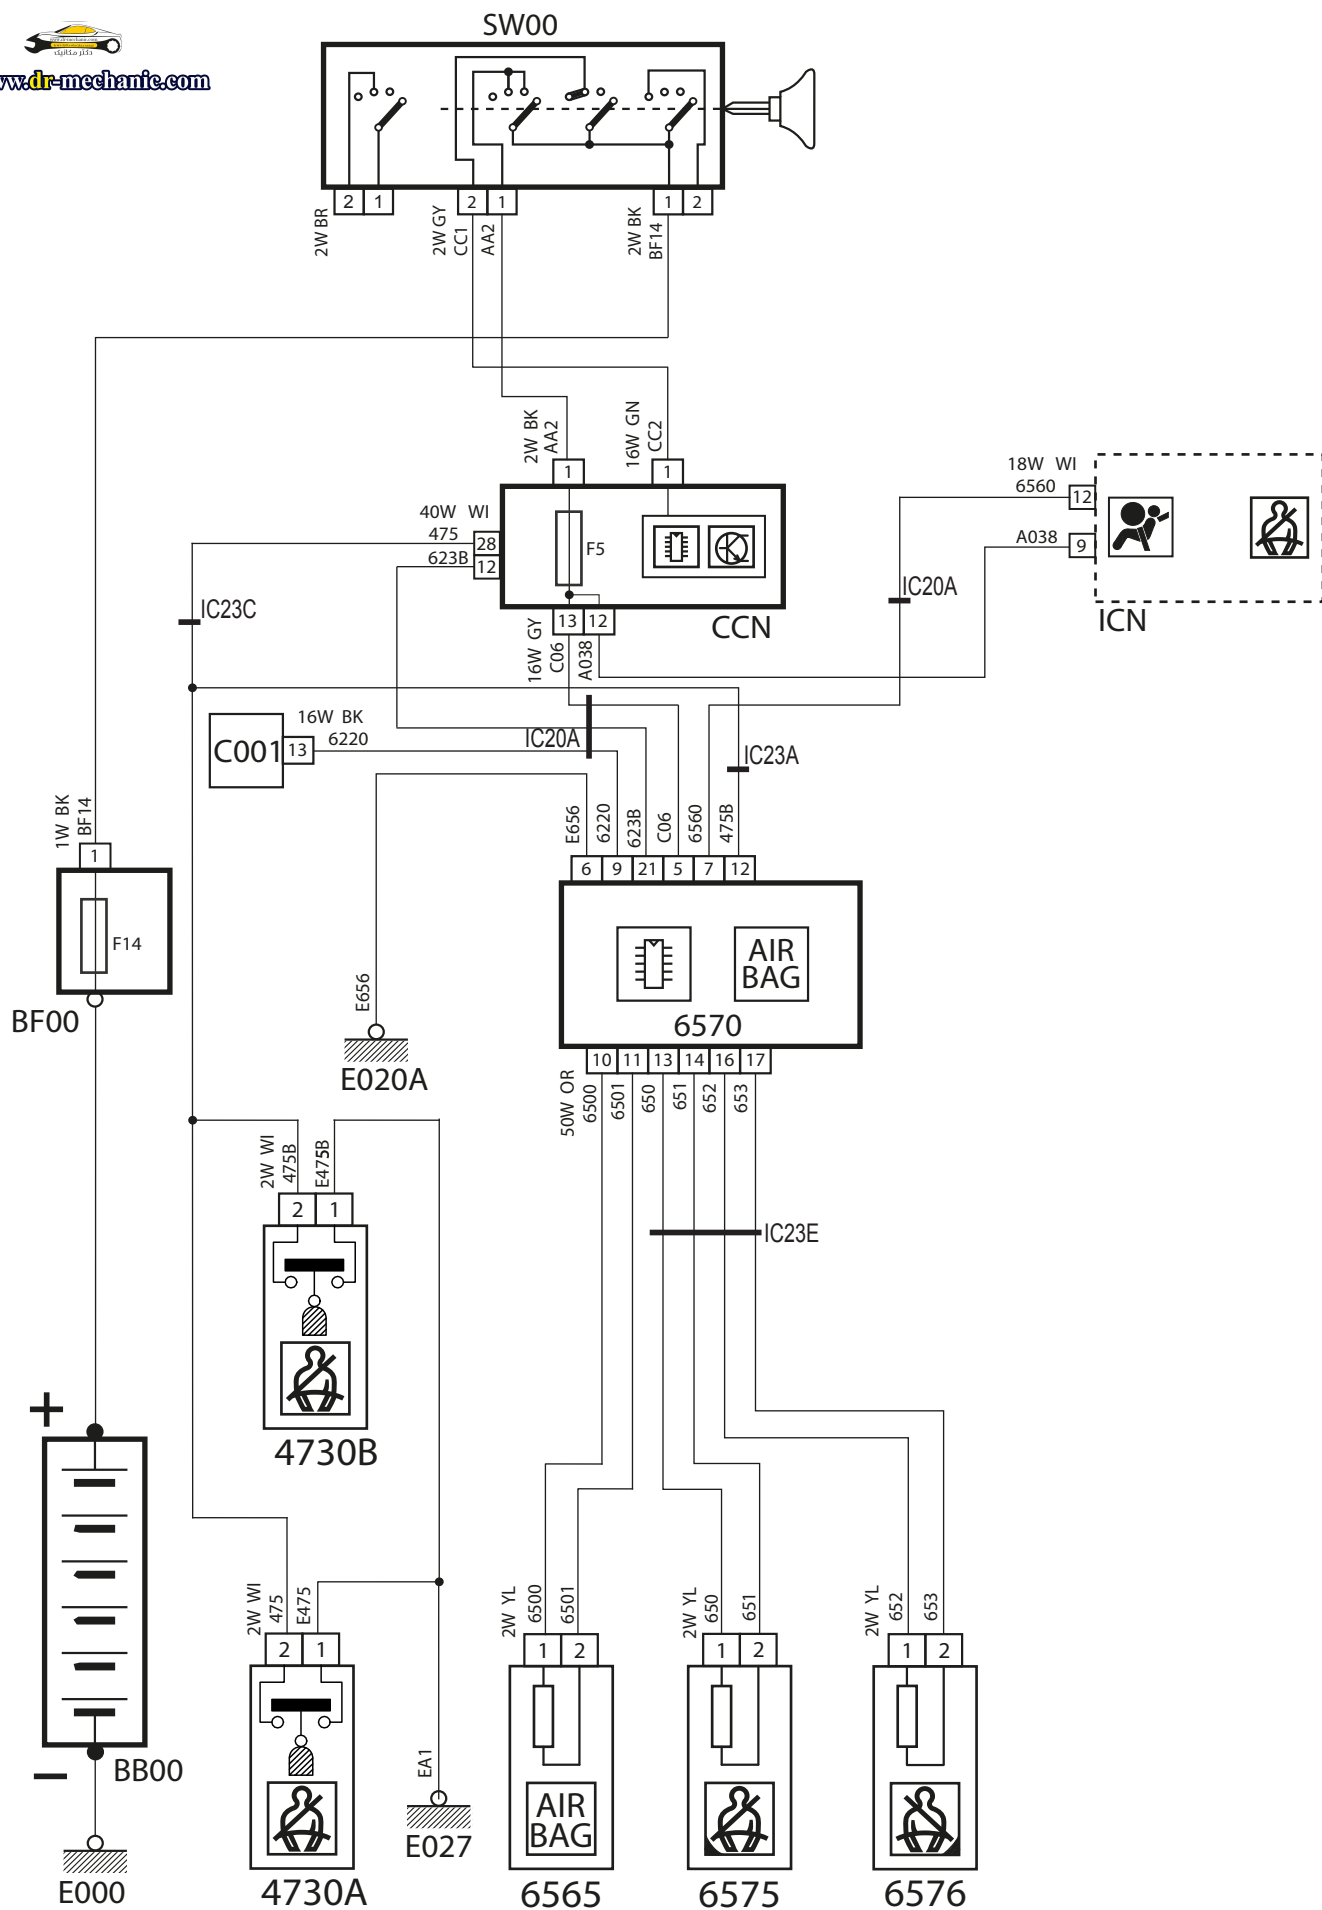 SW00
دکتر مکانیک
www.dr-mechanic.com
2 1
2 1
1 2
2W BR
2W GY
CC1
AA2
2W BK
BF14
2W BK
AA2
16W GN
CC2
1
1
18W WI
6560
12
A038
9
40W WI
475
28
623B
12
F5
IC20A
IC23C
ICN
CCN
13 12
16W GY
C06
A038
16W BK
6220
C001
13
IC20A
IC23A
1W BK
BF14
E656
6220
623B
C06
6560
475B
1
6 9 21 5 7 12
F14
AIR
BAG
E656
BF00
6570
10 11 13 14 16 17
E020A
50W OR
6500
6501
650
651
652
653
2W WI
475B
E475B
2 1
IC23E
+
4730B
2W WI
475
E475
2W YL
6500
6501
2W YL
650
651
2W YL
652
653
2 1
1 2
1 2
1 2
EA1
BB00
−
AIR
BAG
E027
E000
4730A
6565
6575
6576